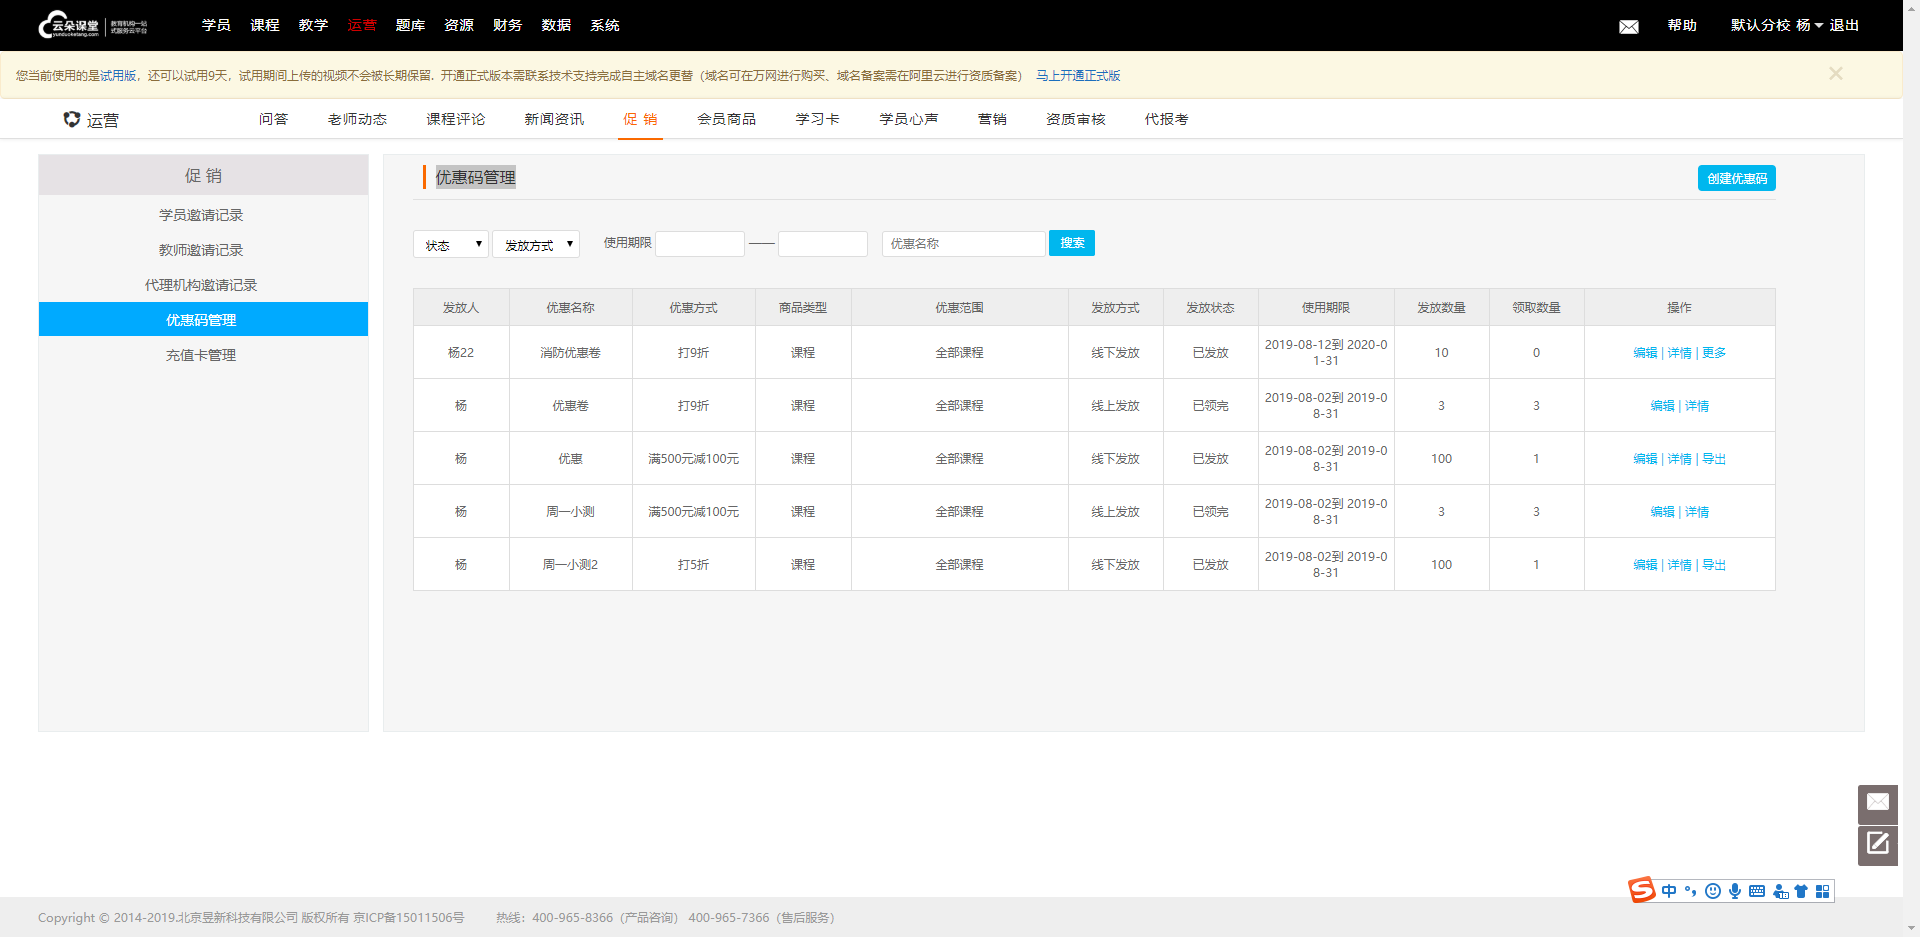 云朵课堂 yunduoketang.com 教育机构一站式服务云平台
学员 课程 教学 运营 题库 资源 财务 数据 系统 帮助 默认分校 杨 退出
您当前使用的是试用版，还可以试用9天，试用期间上传的视频不会被长期保留. 开通正式版本需联系技术支持完成自主域名更替（域名可在万网进行购买、域名备案需在阿里云进行资质备案） 马上开通正式版 ×
运营 问答 老师动态 课程评论 新闻资讯 促 销 会员商品 学习卡 学员心声 营销 资质审核 代报考
促 销
学员邀请记录
教师邀请记录
代理机构邀请记录
优惠码管理
充值卡管理
优惠码管理 创建优惠码
状态 发放方式 使用期限 —— 优惠名称 搜索
发放人 优惠名称 优惠方式 商品类型 优惠范围 发放方式 发放状态 使用期限 发放数量 领取数量 操作
杨22 消防优惠卷 打9折 课程 全部课程 线下发放 已发放 2019-08-12到 2020-01-31 10 0 编辑 | 详情 | 更多
杨 优惠卷 打9折 课程 全部课程 线上发放 已领完 2019-08-02到 2019-08-31 3 3 编辑 | 详情
杨 优惠 满500元减100元 课程 全部课程 线下发放 已发放 2019-08-02到 2019-08-31 100 1 编辑 | 详情 | 导出
杨 周一小测 满500元减100元 课程 全部课程 线上发放 已领完 2019-08-02到 2019-08-31 3 3 编辑 | 详情
杨 周一小测2 打5折 课程 全部课程 线下发放 已发放 2019-08-02到 2019-08-31 100 1 编辑 | 详情 | 导出
S 中
Copyright © 2014-2019.北京昱新科技有限公司 版权所有 京ICP备15011506号 热线：400-965-8366（产品咨询） 400-965-7366（售后服务）